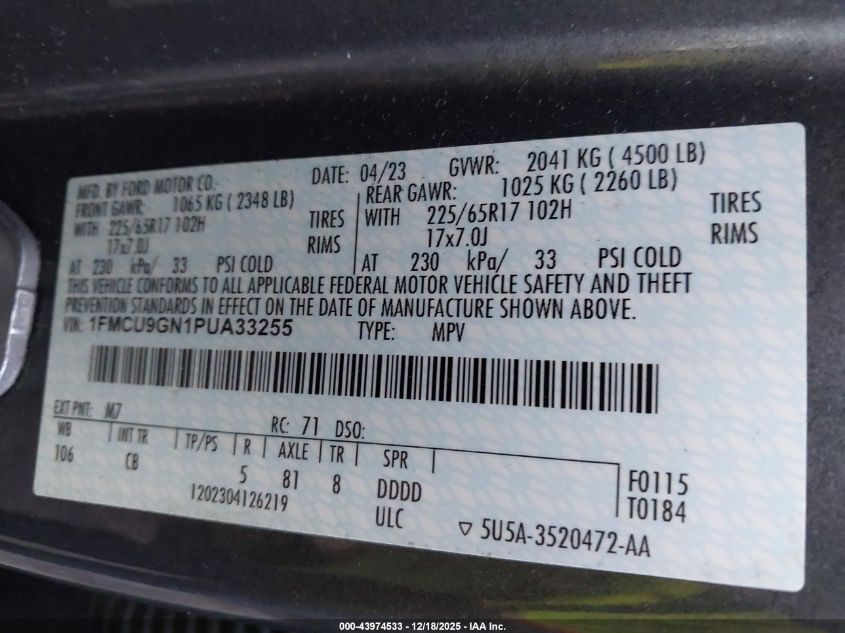 MFD. BY FORD MOTOR CO. DATE: 04/23 GVWR: 2041 KG ( 4500 LB)
FRONT GAWR: 1065 KG ( 2348 LB) REAR GAWR: 1025 KG ( 2260 LB)
WITH 225/65R17 102H TIRES WITH 225/65R17 102H TIRES
17x7.0J RIMS 17x7.0J RIMS
AT 230 kPa/ 33 PSI COLD AT 230 kPa/ 33 PSI COLD
THIS VEHICLE CONFORMS TO ALL APPLICABLE FEDERAL MOTOR VEHICLE SAFETY AND THEFT
PREVENTION STANDARDS IN EFFECT ON THE DATE OF MANUFACTURE SHOWN ABOVE.
VIN: 1FMCU9GN1PUA33255 TYPE: MPV
EXT PNT: M7 RC: 71 DSO:
WB INT TR TP/PS R AXLE TR SPR
106 CB 5 81 8 DDDD F0115
1202304126219 ULC T0184
▽ 5U5A-3520472-AA
000-43974533 - 12/18/2025 - IAA Inc.